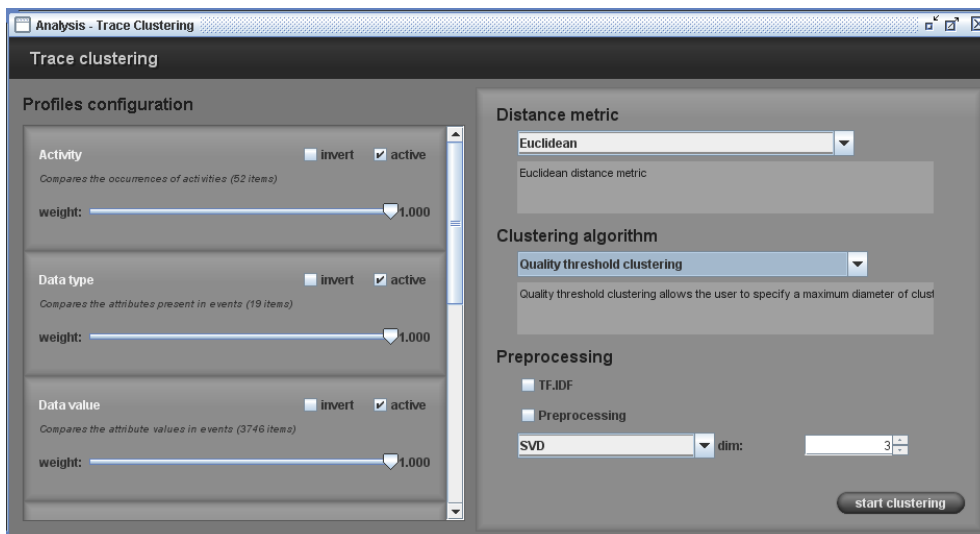 Analysis - Trace Clustering
Trace clustering
Profiles configuration
Activity
invert
active
Compares the occurrences of activities (52 items)
weight:
1.000
Data type
invert
active
Compares the attributes present in events (19 items)
weight:
1.000
Data value
invert
active
Compares the attribute values in events (3746 items)
weight:
1.000
Distance metric
Euclidean
Euclidean distance metric
Clustering algorithm
Quality threshold clustering
Quality threshold clustering allows the user to specify a maximum diameter of clust
Preprocessing
TF.IDF
Preprocessing
SVD
dim:
3
start clustering